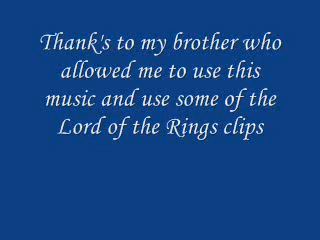 Thank's to my brother who
allowed me to use this
music and use some of the
Lord of the Rings clips